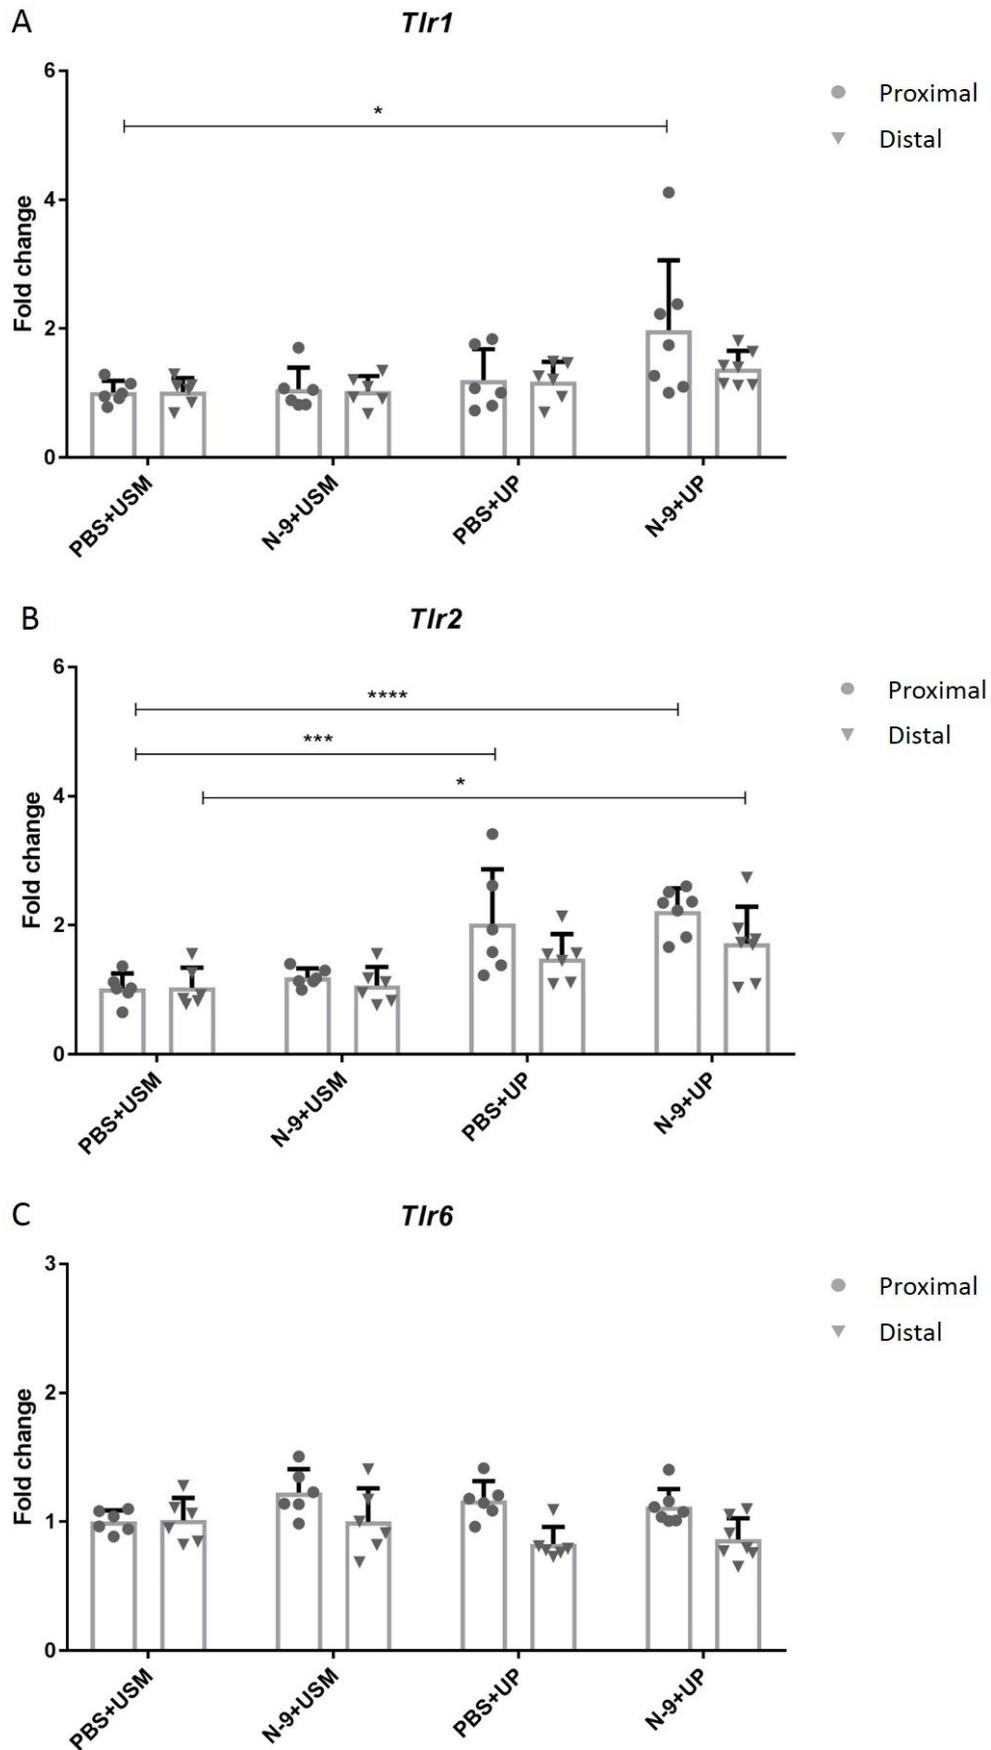 A
Tlr1
6
4
2
0
Fold change
*
Proximal
Distal
PBS+USM
N-9+USM
PBS+UP
N-9+UP
B
Tlr2
6
4
2
0
Fold change
****
***
*
Proximal
Distal
PBS+USM
N-9+USM
PBS+UP
N-9+UP
C
Tlr6
3
2
1
0
Fold change
Proximal
Distal
PBS+USM
N-9+USM
PBS+UP
N-9+UP